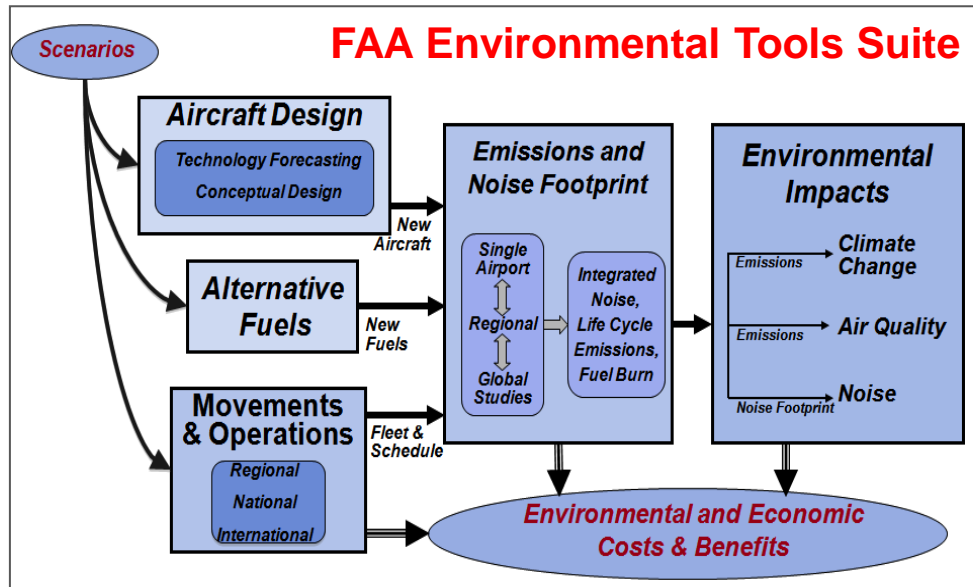 Scenarios
FAA Environmental Tools Suite
Aircraft Design
Technology Forecasting
Conceptual Design
New
Aircraft
Alternative
Fuels
New
Fuels
Movements
& Operations
Regional
National
International
Fleet &
Schedule
Emissions and
Noise Footprint
Single
Airport
Regional
Global
Studies
Integrated
Noise,
Life Cycle
Emissions,
Fuel Burn
Environmental
Impacts
Emissions
Climate
Change
Emissions
Air Quality
Noise Footprint
Noise
Environmental and Economic
Costs & Benefits